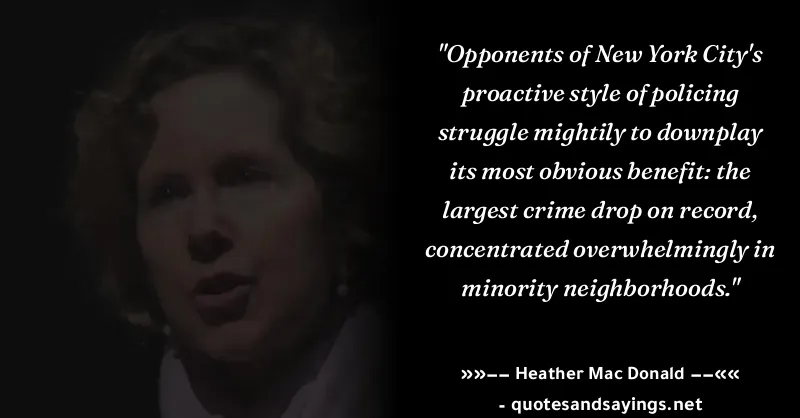 "Opponents of New York City's
proactive style of policing
struggle mightily to downplay
its most obvious benefit: the
largest crime drop on record,
concentrated overwhelmingly in
minority neighborhoods."
»»−− Heather Mac Donald −−««
- quotesandsayings.net